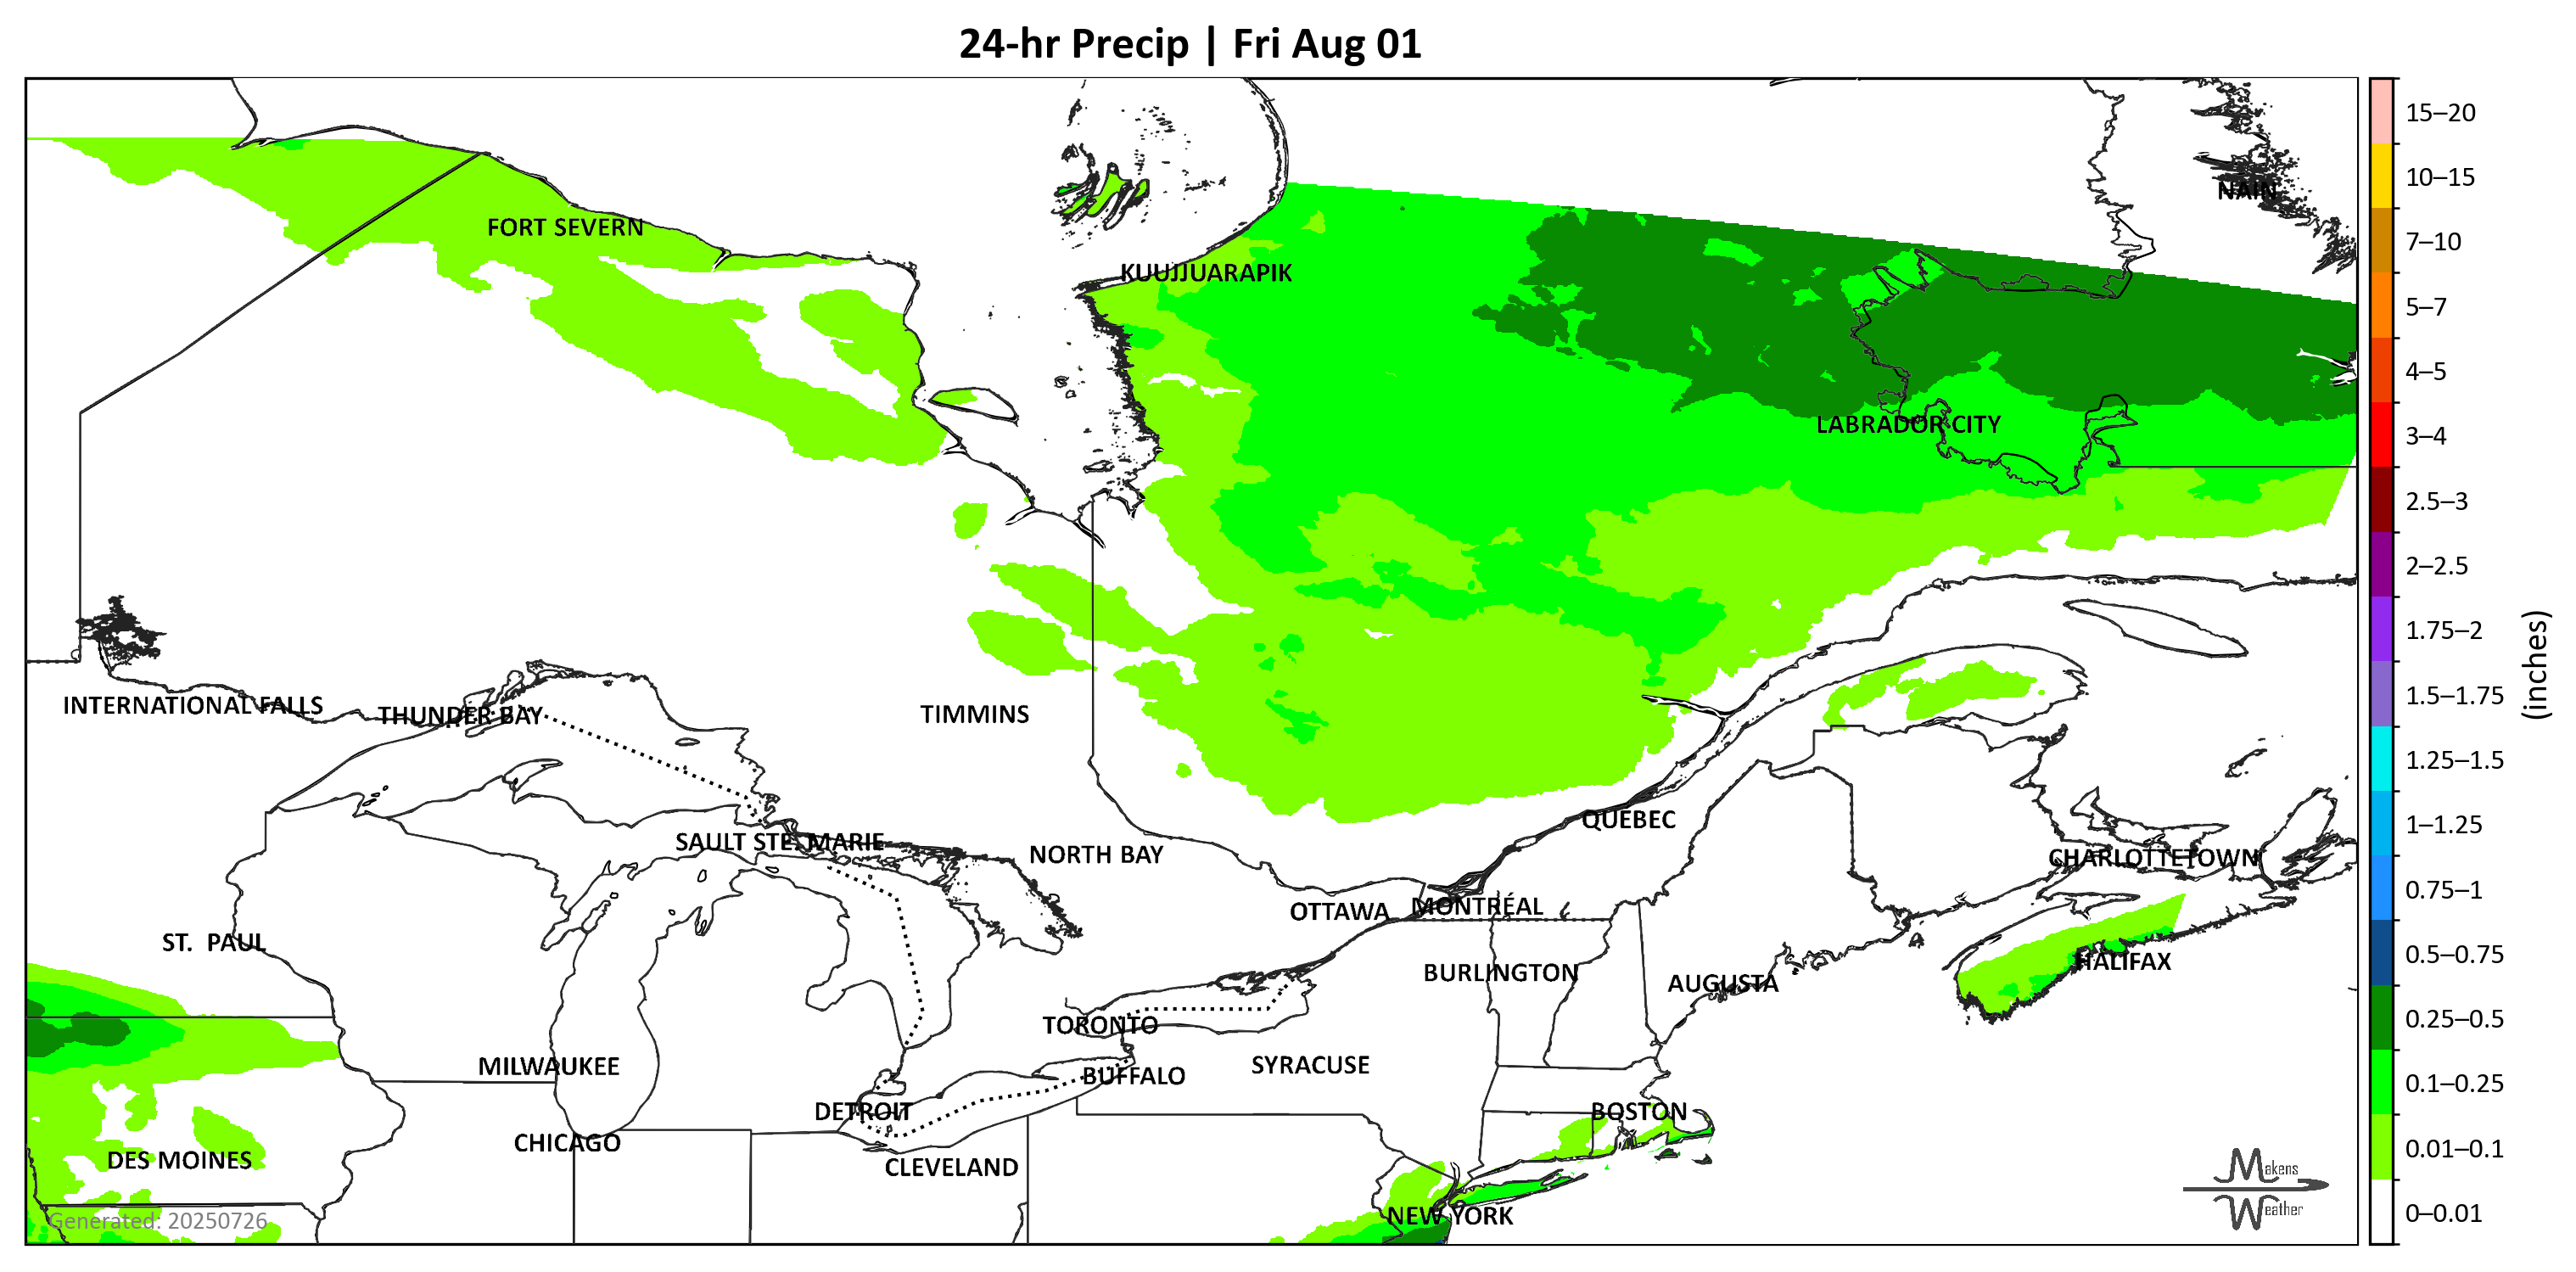 24-hr Precip | Fri Aug 01
NAIN
FORT SEVERN
KUUJJUARAPIK
LABRADOR CITY
INTERNATIONAL FALLS
THUNDER BAY
TIMMINS
QUEBEC
SAULT STE. MARIE
NORTH BAY
CHARLOTTETOWN
OTTAWA
MONTRÉAL
ST. PAUL
HALIFAX
BURLINGTON
AUGUSTA
TORONTO
MILWAUKEE
SYRACUSE
BUFFALO
DETROIT
BOSTON
CHICAGO
DES MOINES
CLEVELAND
NEW YORK
Generated: 20250726
Makens
Weather
15–20
10–15
7–10
5–7
4–5
3–4
2.5–3
2–2.5
1.75–2
1.5–1.75
1.25–1.5
1–1.25
0.75–1
0.5–0.75
0.25–0.5
0.1–0.25
0.01–0.1
0–0.01
(inches)